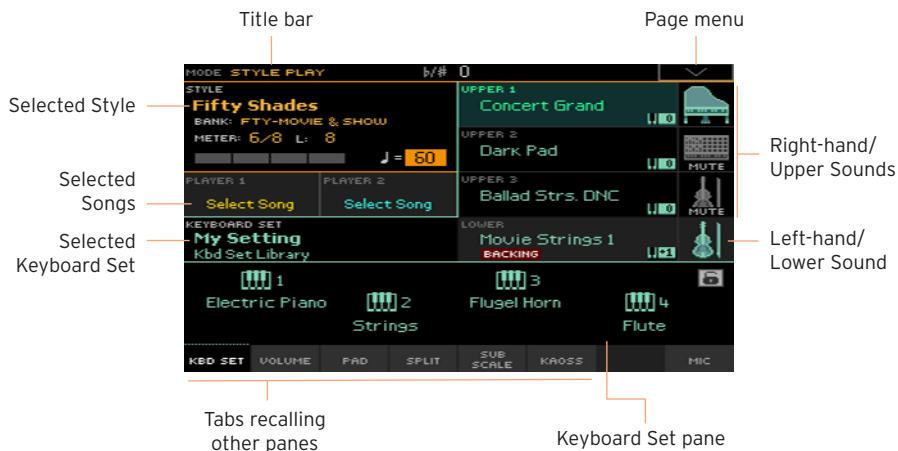 Title bar
Page menu
MODE STYLE PLAY ♭/# 0
STYLE
Fifty Shades
BANK: FTY-MOVIE & SHOW
METER: 6/8 L: 8
♩ = 60
UPPER 1
Concert Grand
0
UPPER 2
Dark Pad
0
MUTE
UPPER 3
Ballad Strs. DNC
0
MUTE
PLAYER 1
Select Song
PLAYER 2
Select Song
KEYBOARD SET
My Setting
Kbd Set Library
LOWER
Movie Strings 1
BACKING
+1
1
Electric Piano
2
Strings
3
Flugel Horn
4
Flute
KBD SET VOLUME PAD SPLIT SUB SCALE KAOSS MIC
Selected Style
Selected
Songs
Selected
Keyboard Set
Right-hand/
Upper Sounds
Left-hand/
Lower Sound
Tabs recalling
other panes
Keyboard Set pane